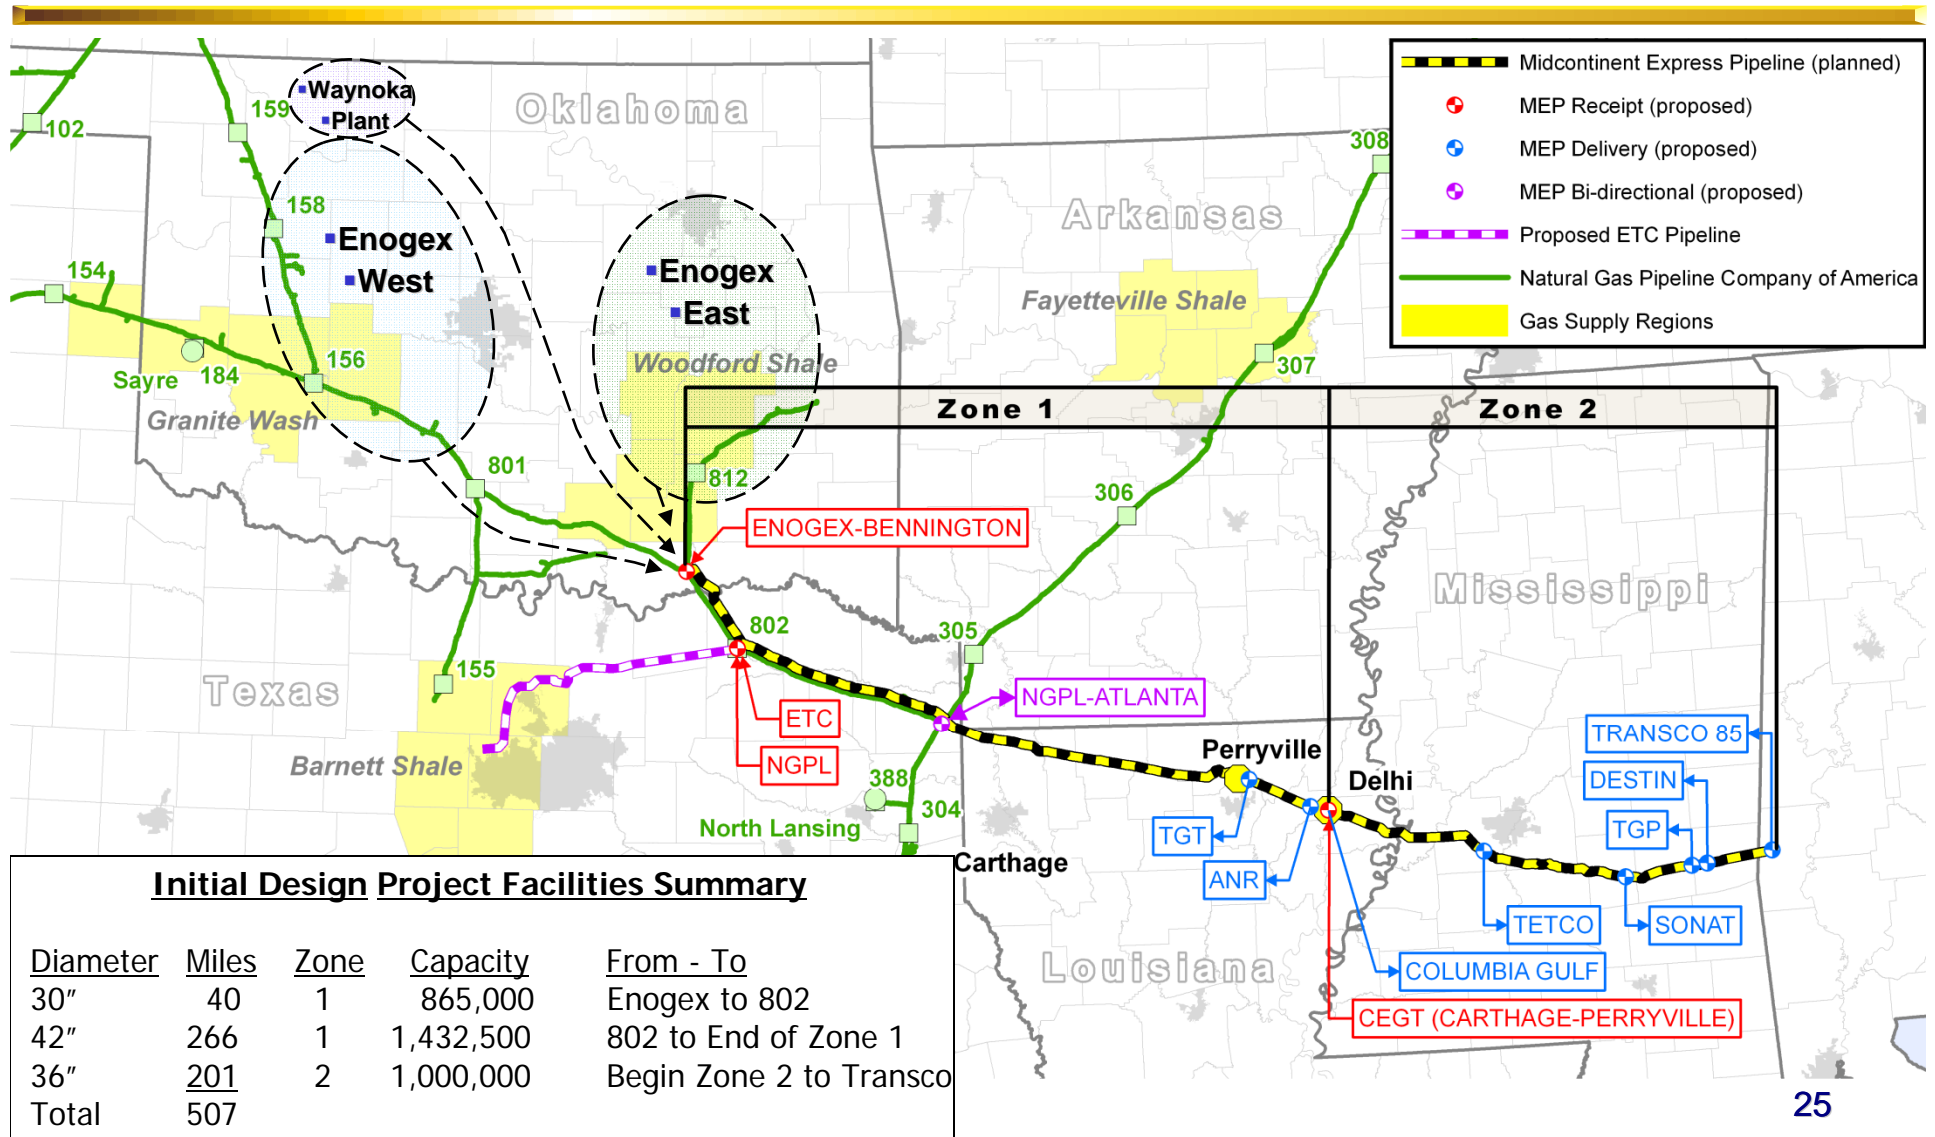 Midcontinent Express Pipeline (planned)
MEP Receipt (proposed)
MEP Delivery (proposed)
MEP Bi-directional (proposed)
Proposed ETC Pipeline
Natural Gas Pipeline Company of America
Gas Supply Regions
Waynoka
Plant
Oklahoma
159
102
308
158
Arkansas
Enogex
West
Enogex
East
154
Fayetteville Shale
Woodford Shale
156
307
Sayre
184
Granite Wash
Zone 1
Zone 2
801
812
306
ENOGEX-BENNINGTON
Mississippi
802
305
155
Texas
NGPL-ATLANTA
ETC
TRANSCO 85
Perryville
Barnett Shale
NGPL
388
Delhi
DESTIN
304
North Lansing
TGT
TGP
Carthage
ANR
TETCO
SONAT
Louisiana
COLUMBIA GULF
CEGT (CARTHAGE-PERRYVILLE)
Initial Design Project Facilities Summary
Diameter Miles Zone Capacity From - To
30″ 40 1 865,000 Enogex to 802
42″ 266 1 1,432,500 802 to End of Zone 1
36″ 201 2 1,000,000 Begin Zone 2 to Transco
Total 507
25